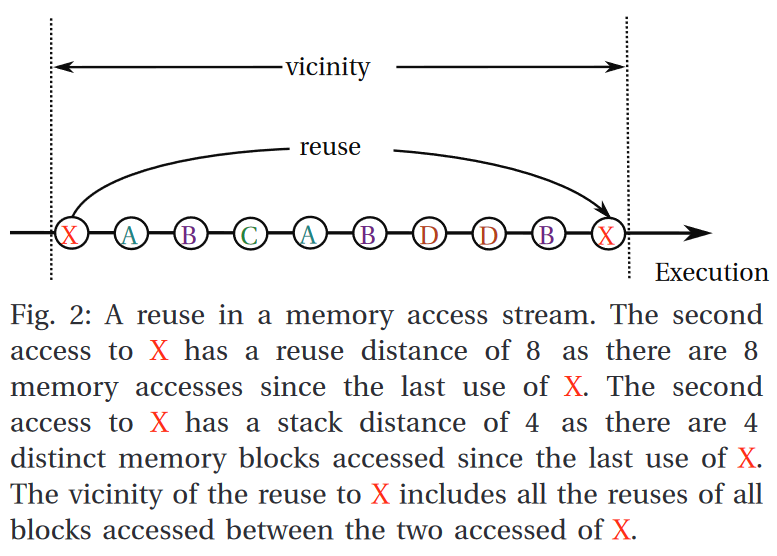 vicinity
reuse
X A B C A B D D B X
Execution
Fig. 2: A reuse in a memory access stream. The second
access to X has a reuse distance of 8 as there are 8
memory accesses since the last use of X. The second
access to X has a stack distance of 4 as there are 4
distinct memory blocks accessed since the last use of X.
The vicinity of the reuse to X includes all the reuses of all
blocks accessed between the two accessed of X.